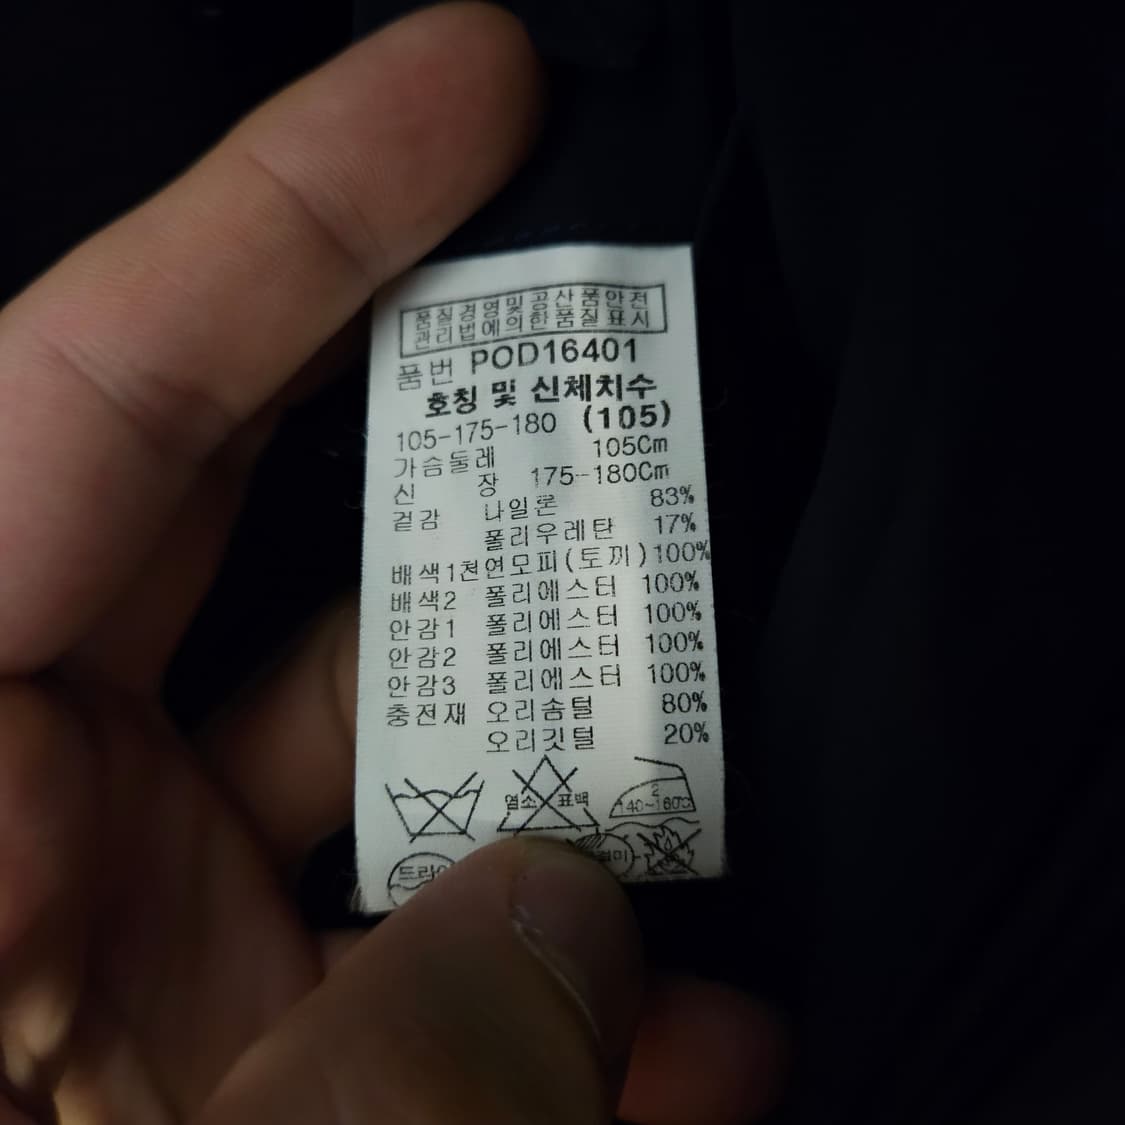 품질경영및공산품안전
관리법에의한품질표시
품번 POD16401
호칭 및 신체치수
105-175-180 (105)
가슴둘레 105Cm
신 장 175-180Cm
겉감 나일론 83%
폴리우레탄 17%
배색1천연모피(토끼)100%
배색2 폴리에스터 100%
안감1 폴리에스터 100%
안감2 폴리에스터 100%
안감3 폴리에스터 100%
충전재 오리솜털 80%
오리깃털 20%
염소 표백
2
140~160℃